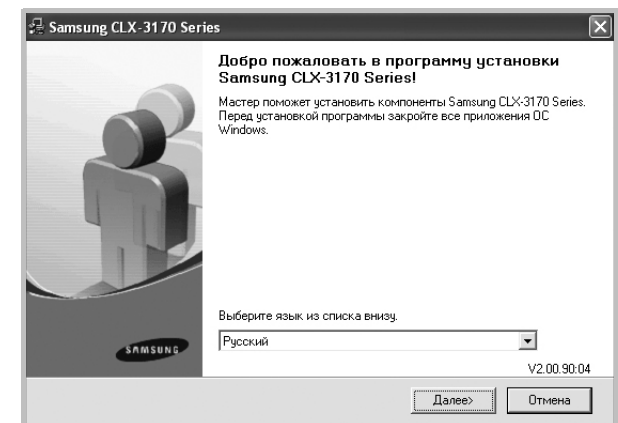 Samsung CLX-3170 Series
Добро пожаловать в программу установки
Samsung CLX-3170 Series!
Мастер поможет установить компоненты Samsung CLX-3170 Series.
Перед установкой программы закройте все приложения ОС
Windows.
Выберите язык из списка внизу.
Русский
SAMSUNG
V2.00.90:04
Далее>
Отмена